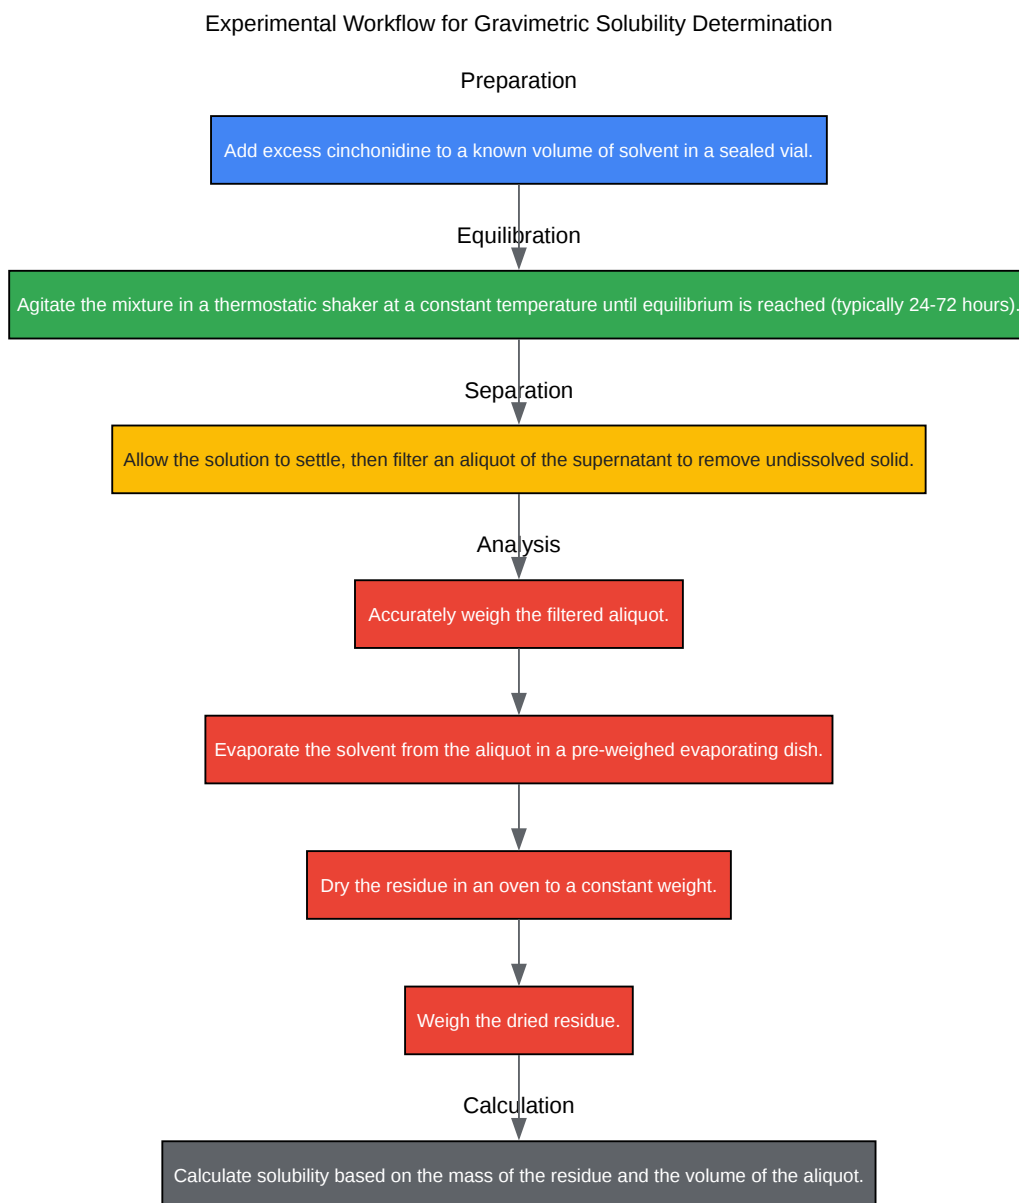 Experimental Workflow for Gravimetric Solubility Determination
Preparation
Add excess cinchonidine to a known volume of solvent in a sealed vial.
Equilibration
Agitate the mixture in a thermostatic shaker at a constant temperature until equilibrium is reached (typically 24-72 hours).
Separation
Allow the solution to settle, then filter an aliquot of the supernatant to remove undissolved solid.
Analysis
Accurately weigh the filtered aliquot.
Evaporate the solvent from the aliquot in a pre-weighed evaporating dish.
Dry the residue in an oven to a constant weight.
Weigh the dried residue.
Calculation
Calculate solubility based on the mass of the residue and the volume of the aliquot.